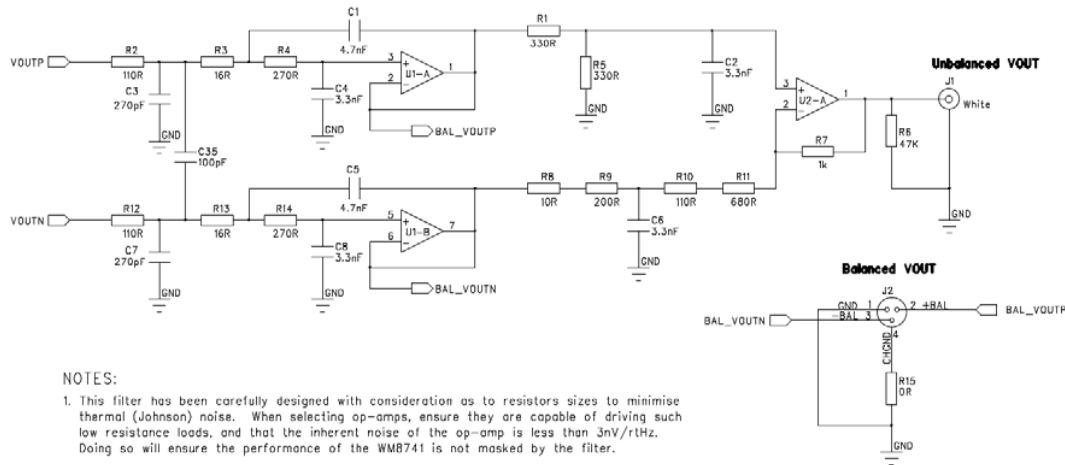 C1
4.7nF
R1
330R
VOUTP
R2
110R
R3
16R
R4
270R
3
2
1
U1-A
C3
270pF
GND
C4
3.3nF
GND
BAL_VOUTP
R5
330R
GND
C2
3.3nF
GND
3
2
1
U2-A
R7
1k
Unbalanced VOUT
J1
White
R6
47K
GND
C35
100pF
C5
4.7nF
VOUTN
R12
110R
R13
16R
R14
270R
5
6
7
U1-B
C7
270pF
GND
C8
3.3nF
GND
BAL_VOUTN
R8
10R
R9
200R
R10
110R
R11
680R
C6
3.3nF
GND
Balanced VOUT
J2
GND 1
2 +BAL
BAL_VOUTP
BAL_VOUTN
-BAL 3
4
CHGND
R15
0R
GND
NOTES:
1. This filter has been carefully designed with consideration as to resistors sizes to minimise
thermal (Johnson) noise. When selecting op-amps, ensure they are capable of driving such
low resistance loads, and that the inherent noise of the op-amp is less than 3nV/rtHz.
Doing so will ensure the performance of the WM8741 is not masked by the filter.